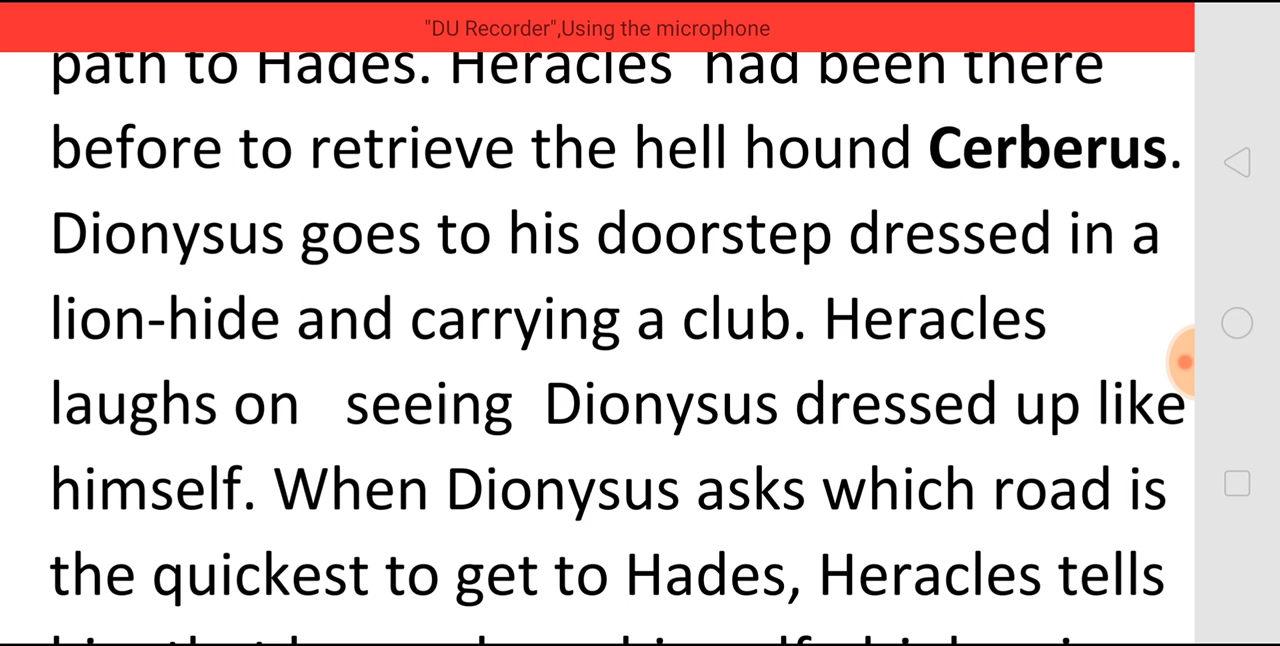 "DU Recorder",Using the microphone
path to Hades. Heracles had been there
before to retrieve the hell hound Cerberus.
Dionysus goes to his doorstep dressed in a
lion-hide and carrying a club. Heracles
laughs on seeing Dionysus dressed up like
himself. When Dionysus asks which road is
the quickest to get to Hades, Heracles tells